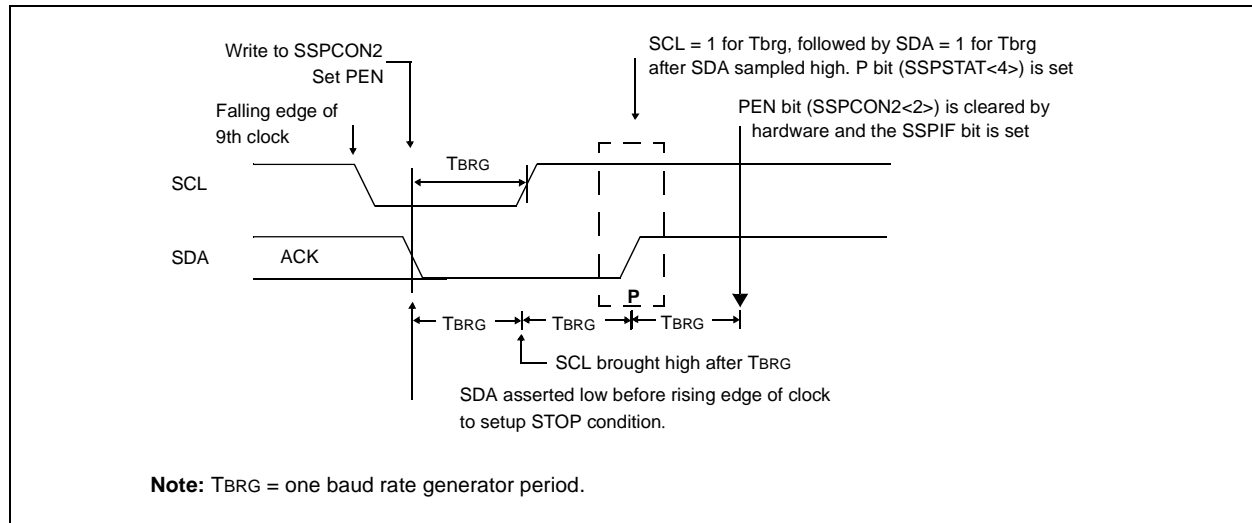 Write to SSPCON2
Set PEN
SCL = 1 for Tbrg, followed by SDA = 1 for Tbrg
after SDA sampled high. P bit (SSPSTAT<4>) is set
Falling edge of
9th clock
PEN bit (SSPCON2<2>) is cleared by
hardware and the SSPIF bit is set
TBRG
SCL
SDA
ACK
P
TBRG
TBRG
TBRG
SCL brought high after TBRG
SDA asserted low before rising edge of clock
to setup STOP condition.
Note: TBRG = one baud rate generator period.